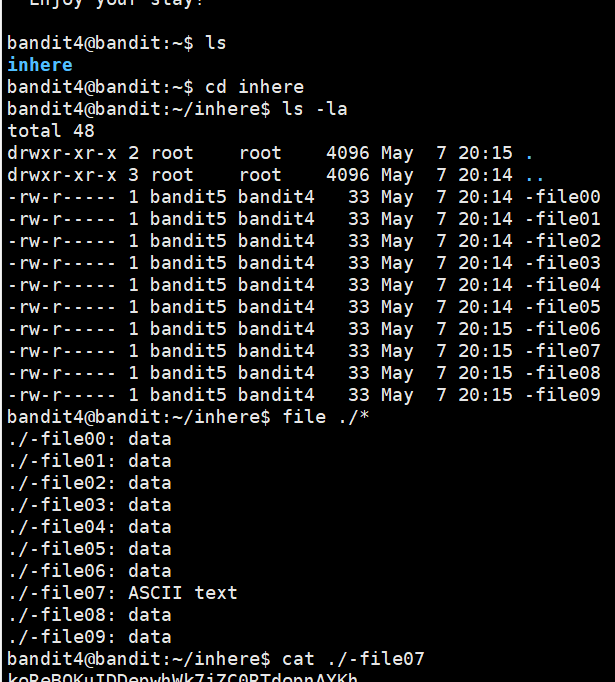 Enjoy your stay!
bandit4@bandit:~$ ls
inhere
bandit4@bandit:~$ cd inhere
bandit4@bandit:~/inhere$ ls -la
total 48
drwxr-xr-x 2 root    root    4096 May  7 20:15 .
drwxr-xr-x 3 root    root    4096 May  7 20:14 ..
-rw-r----- 1 bandit5 bandit4   33 May  7 20:14 -file00
-rw-r----- 1 bandit5 bandit4   33 May  7 20:14 -file01
-rw-r----- 1 bandit5 bandit4   33 May  7 20:14 -file02
-rw-r----- 1 bandit5 bandit4   33 May  7 20:14 -file03
-rw-r----- 1 bandit5 bandit4   33 May  7 20:14 -file04
-rw-r----- 1 bandit5 bandit4   33 May  7 20:14 -file05
-rw-r----- 1 bandit5 bandit4   33 May  7 20:15 -file06
-rw-r----- 1 bandit5 bandit4   33 May  7 20:15 -file07
-rw-r----- 1 bandit5 bandit4   33 May  7 20:15 -file08
-rw-r----- 1 bandit5 bandit4   33 May  7 20:15 -file09
bandit4@bandit:~/inhere$ file ./*
./-file00: data
./-file01: data
./-file02: data
./-file03: data
./-file04: data
./-file05: data
./-file06: data
./-file07: ASCII text
./-file08: data
./-file09: data
bandit4@bandit:~/inhere$ cat ./-file07